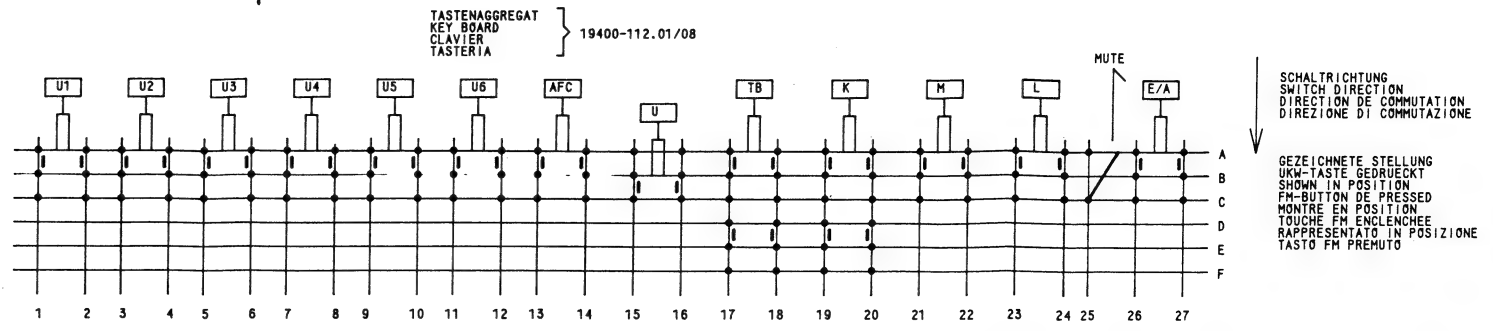 TASTENAGGREGAT
KEY BOARD
CLAVIER
TASTERIA
19400-112.01/08
MUTE
U1 U2 U3 U4 U5 U6 AFC U TB K M L E/A
SCHALTRICHTUNG
SWITCH DIRECTION
DIRECTION DE COMMUTATION
DIREZIONE DI COMMUTAZIONE
A
B
C
D
E
F
GEZEICHNETE STELLUNG
UKW-TASTE GEDRUECKT
SHOWN IN POSITION
FM-BUTTON DE PRESSED
MONTRE EN POSITION
TOUCHE FM ENCLENCHEE
RAPPRESENTATO IN POSIZIONE
TASTO FM PREMUTO
1 2 3 4 5 6 7 8 9 10 11 12 13 14 15 16 17 18 19 20 21 22 23 24 25 26 27